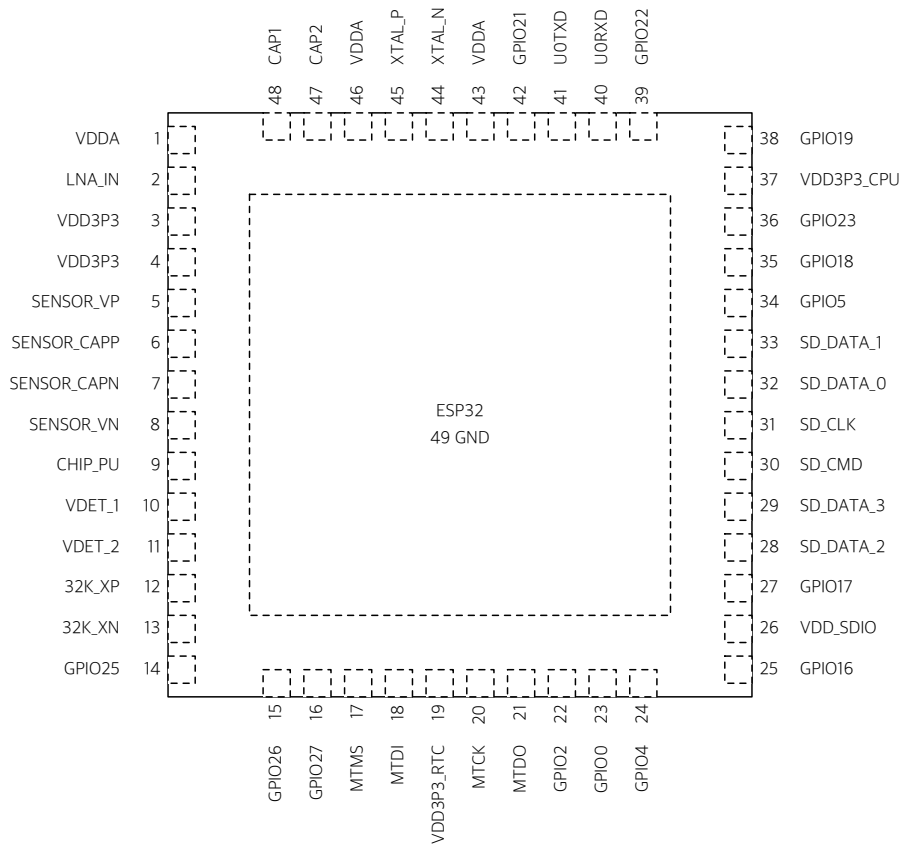 CAP1
CAP2
VDDA
XTAL_P
XTAL_N
VDDA
GPIO21
U0TXD
U0RXD
GPIO22
48
47
46
45
44
43
42
41
40
39
VDDA 1
38 GPIO19
LNA_IN 2
37 VDD3P3_CPU
VDD3P3 3
36 GPIO23
VDD3P3 4
35 GPIO18
SENSOR_VP 5
34 GPIO5
SENSOR_CAPP 6
33 SD_DATA_1
SENSOR_CAPN 7
32 SD_DATA_0
ESP32
49 GND
SENSOR_VN 8
31 SD_CLK
CHIP_PU 9
30 SD_CMD
VDET_1 10
29 SD_DATA_3
VDET_2 11
28 SD_DATA_2
32K_XP 12
27 GPIO17
32K_XN 13
26 VDD_SDIO
GPIO25 14
25 GPIO16
15
16
17
18
19
20
21
22
23
24
GPIO26
GPIO27
MTMS
MTDI
VDD3P3_RTC
MTCK
MTDO
GPIO2
GPIO0
GPIO4